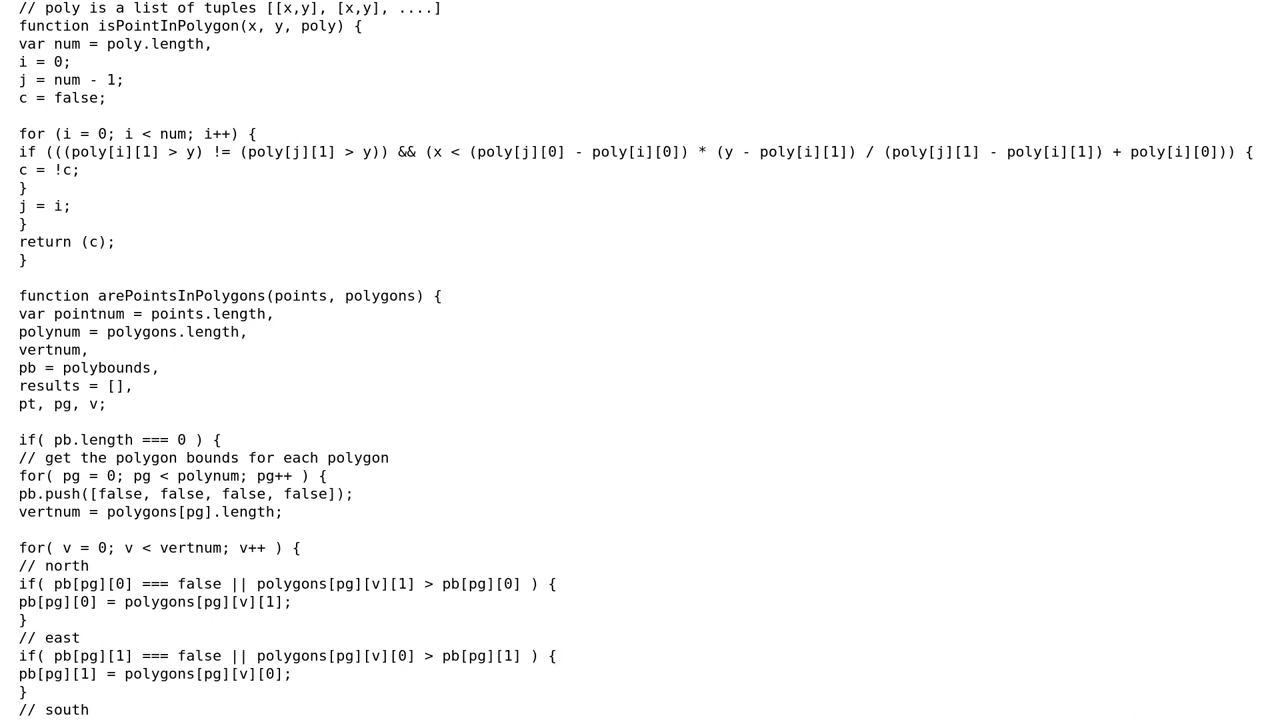 // poly is a list of tuples [[x,y], [x,y], ....]
function isPointInPolygon(x, y, poly) {
var num = poly.length,
i = 0;
j = num - 1;
c = false;

for (i = 0; i < num; i++) {
if (((poly[i][1] > y) != (poly[j][1] > y)) && (x < (poly[j][0] - poly[i][0]) * (y - poly[i][1]) / (poly[j][1] - poly[i][1]) + poly[i][0])) {
c = !c;
}
j = i;
}
return (c);
}

function arePointsInPolygons(points, polygons) {
var pointnum = points.length,
polynum = polygons.length,
vertnum,
pb = polybounds,
results = [],
pt, pg, v;

if( pb.length === 0 ) {
// get the polygon bounds for each polygon
for( pg = 0; pg < polynum; pg++ ) {
pb.push([false, false, false, false]);
vertnum = polygons[pg].length;

for( v = 0; v < vertnum; v++ ) {
// north
if( pb[pg][0] === false || polygons[pg][v][1] > pb[pg][0] ) {
pb[pg][0] = polygons[pg][v][1];
}
// east
if( pb[pg][1] === false || polygons[pg][v][0] > pb[pg][1] ) {
pb[pg][1] = polygons[pg][v][0];
}
// south